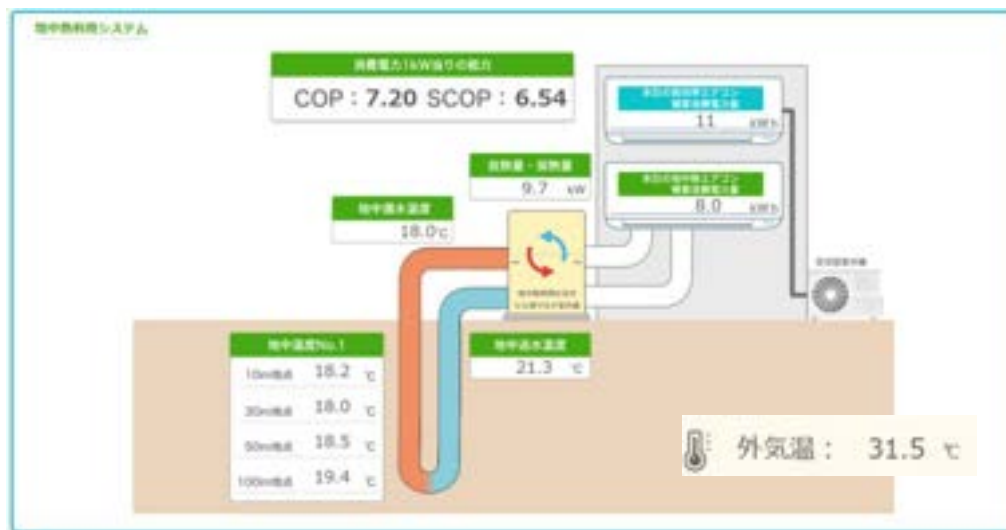 地中熱利用システム
消費電力1kW当りの能力
COP：7.20 SCOP：6.54
11 kWh
放熱量・採熱量
9.7 kW
8.0 kWh
地中還水温度
18.0℃
地中温度No.1
10m地点 18.2 ℃
30m地点 18.0 ℃
50m地点 18.5 ℃
100m地点 19.4 ℃
地中送水温度
21.3 ℃
外気温： 31.5 ℃